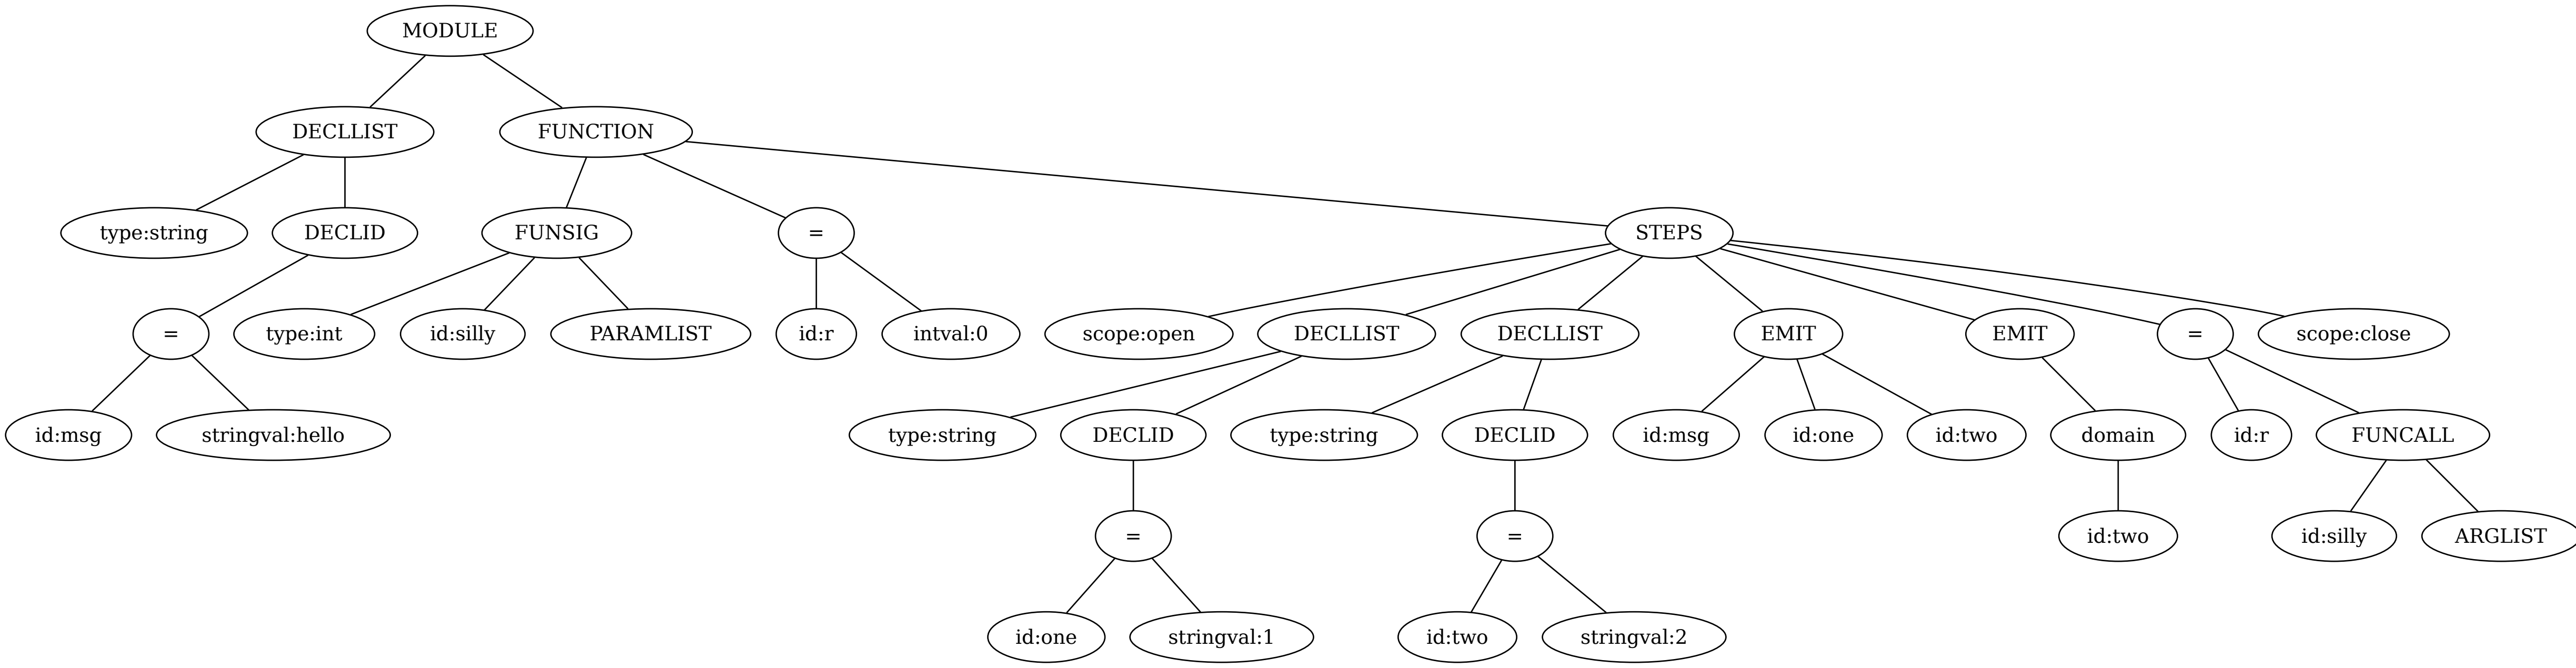 MODULE
DECLLIST FUNCTION
type:string DECLID FUNSIG = STEPS
= type:int id:silly PARAMLIST id:r intval:0 scope:open DECLLIST DECLLIST EMIT EMIT = scope:close
id:msg stringval:hello type:string DECLID type:string DECLID id:msg id:one id:two domain id:r FUNCALL
= = id:two id:silly ARGLIST
id:one stringval:1 id:two stringval:2